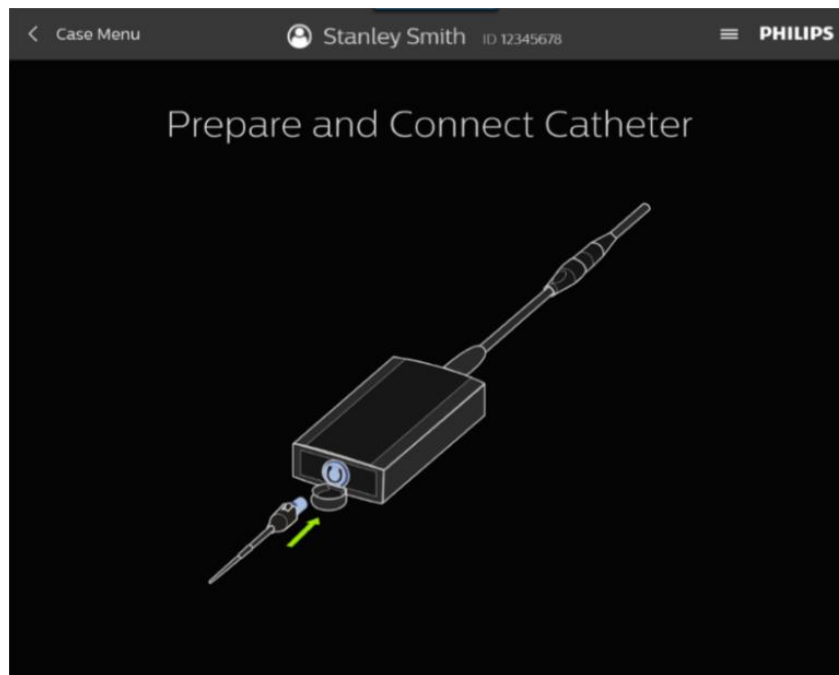 Case Menu
Stanley Smith ID 12345678
PHILIPS
Prepare and Connect Catheter